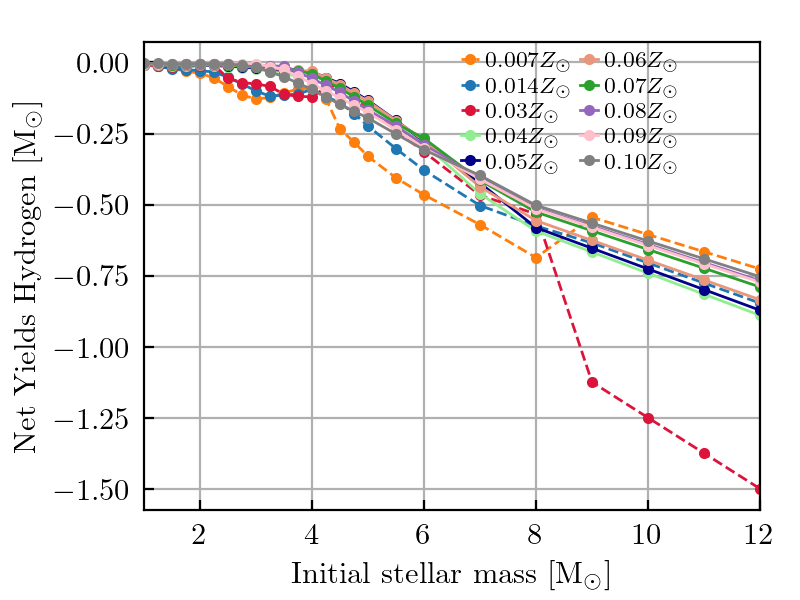 0.007Z⊙ 0.06Z⊙
0.014Z⊙ 0.07Z⊙
0.03Z⊙ 0.08Z⊙
0.04Z⊙ 0.09Z⊙
0.05Z⊙ 0.10Z⊙
Net Yields Hydrogen [M⊙]
0.00
−0.25
−0.50
−0.75
−1.00
−1.25
−1.50
2 4 6 8 10 12
Initial stellar mass [M⊙]